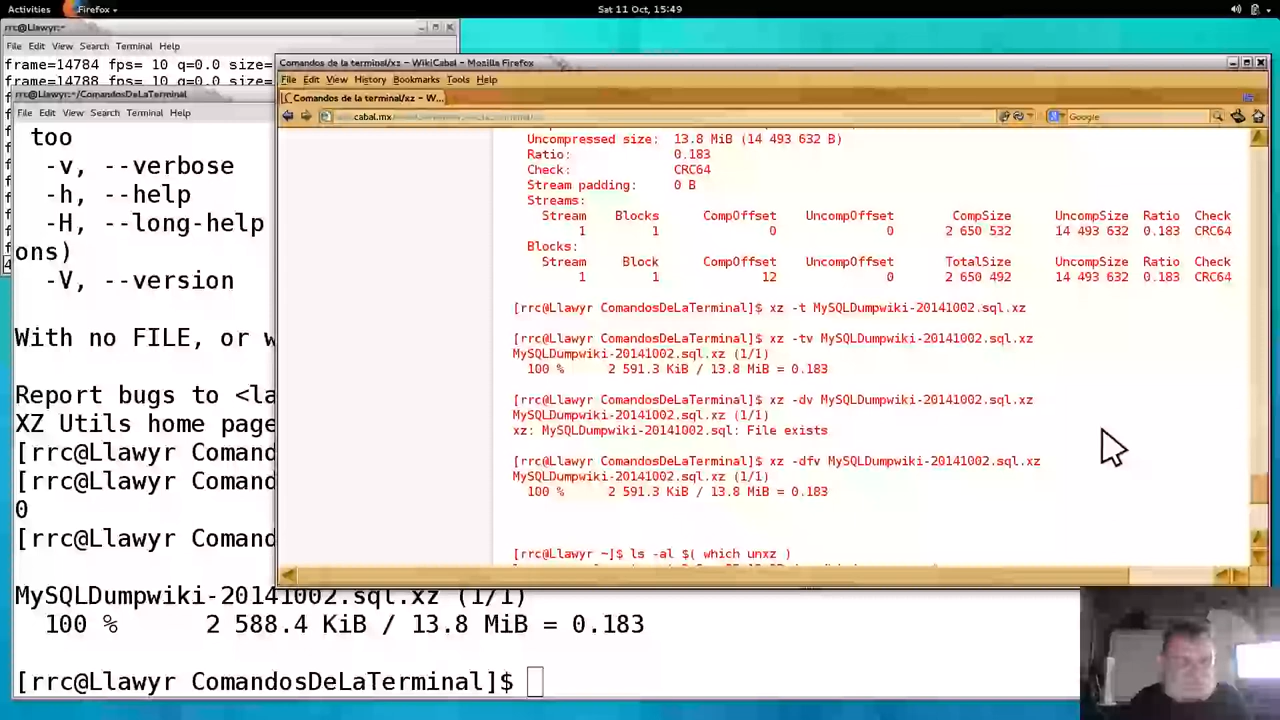 Activities Firefox Sat 11 Oct, 15:49
rrc@Llawyr:~
File Edit View Search Terminal Help
frame=14784 fps= 10 q=0.0 size=
frame=14788 fps= 10 q=0.0 size=
rrc@Llawyr:~/ComandosDeLaTerminal
File Edit View Search Terminal Help
too
-v, --verbose
-h, --help
-H, --long-help
ons)
-V, --version
With no FILE, or w
Report bugs to <la
XZ Utils home page
[rrc@Llawyr Comand
[rrc@Llawyr Comand
0
[rrc@Llawyr Comand
MySQLDumpwiki-20141002.sql.xz (1/1)
100 % 2 588.4 KiB / 13.8 MiB = 0.183
[rrc@Llawyr ComandosDeLaTerminal]$
Comandos de la terminal/xz – WikiCabal – Mozilla Firefox
File Edit View History Bookmarks Tools Help
Comandos de la terminal/xz – W...
cabal.mx
Google
Uncompressed size: 13.8 MiB (14 493 632 B)
Ratio: 0.183
Check: CRC64
Stream padding: 0 B
Streams:
Stream Blocks CompOffset UncompOffset CompSize UncompSize Ratio Check
1 1 0 0 2 650 532 14 493 632 0.183 CRC64
Blocks:
Stream Block CompOffset UncompOffset TotalSize UncompSize Ratio Check
1 1 12 0 2 650 492 14 493 632 0.183 CRC64
[rrc@Llawyr ComandosDeLaTerminal]$ xz -t MySQLDumpwiki-20141002.sql.xz
[rrc@Llawyr ComandosDeLaTerminal]$ xz -tv MySQLDumpwiki-20141002.sql.xz
MySQLDumpwiki-20141002.sql.xz (1/1)
100 % 2 591.3 KiB / 13.8 MiB = 0.183
[rrc@Llawyr ComandosDeLaTerminal]$ xz -dv MySQLDumpwiki-20141002.sql.xz
MySQLDumpwiki-20141002.sql.xz (1/1)
xz: MySQLDumpwiki-20141002.sql: File exists
[rrc@Llawyr ComandosDeLaTerminal]$ xz -dfv MySQLDumpwiki-20141002.sql.xz
MySQLDumpwiki-20141002.sql.xz (1/1)
100 % 2 591.3 KiB / 13.8 MiB = 0.183
[rrc@Llawyr ~]$ ls -al $( which unxz )